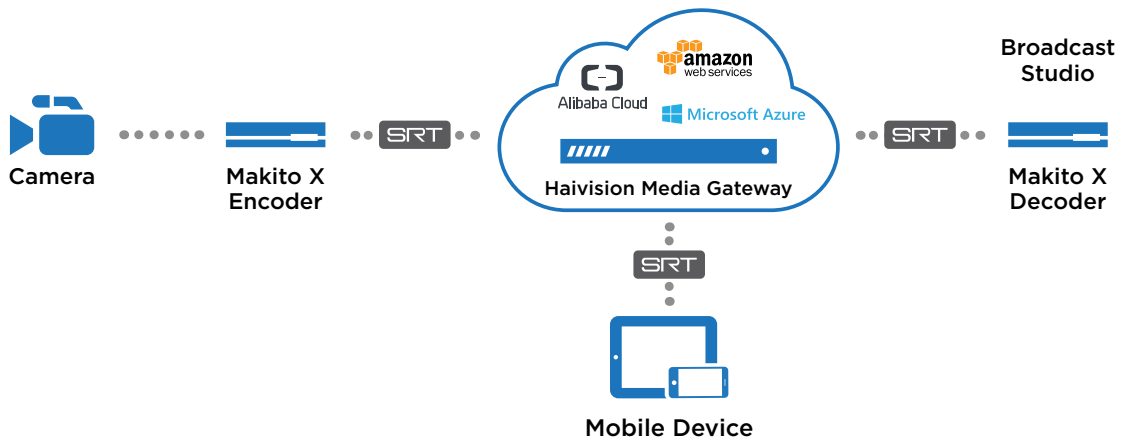 Camera
Makito X
Encoder
SRT
amazon
web services
Alibaba Cloud
Microsoft Azure
Haivision Media Gateway
SRT
Broadcast
Studio
Makito X
Decoder
SRT
Mobile Device